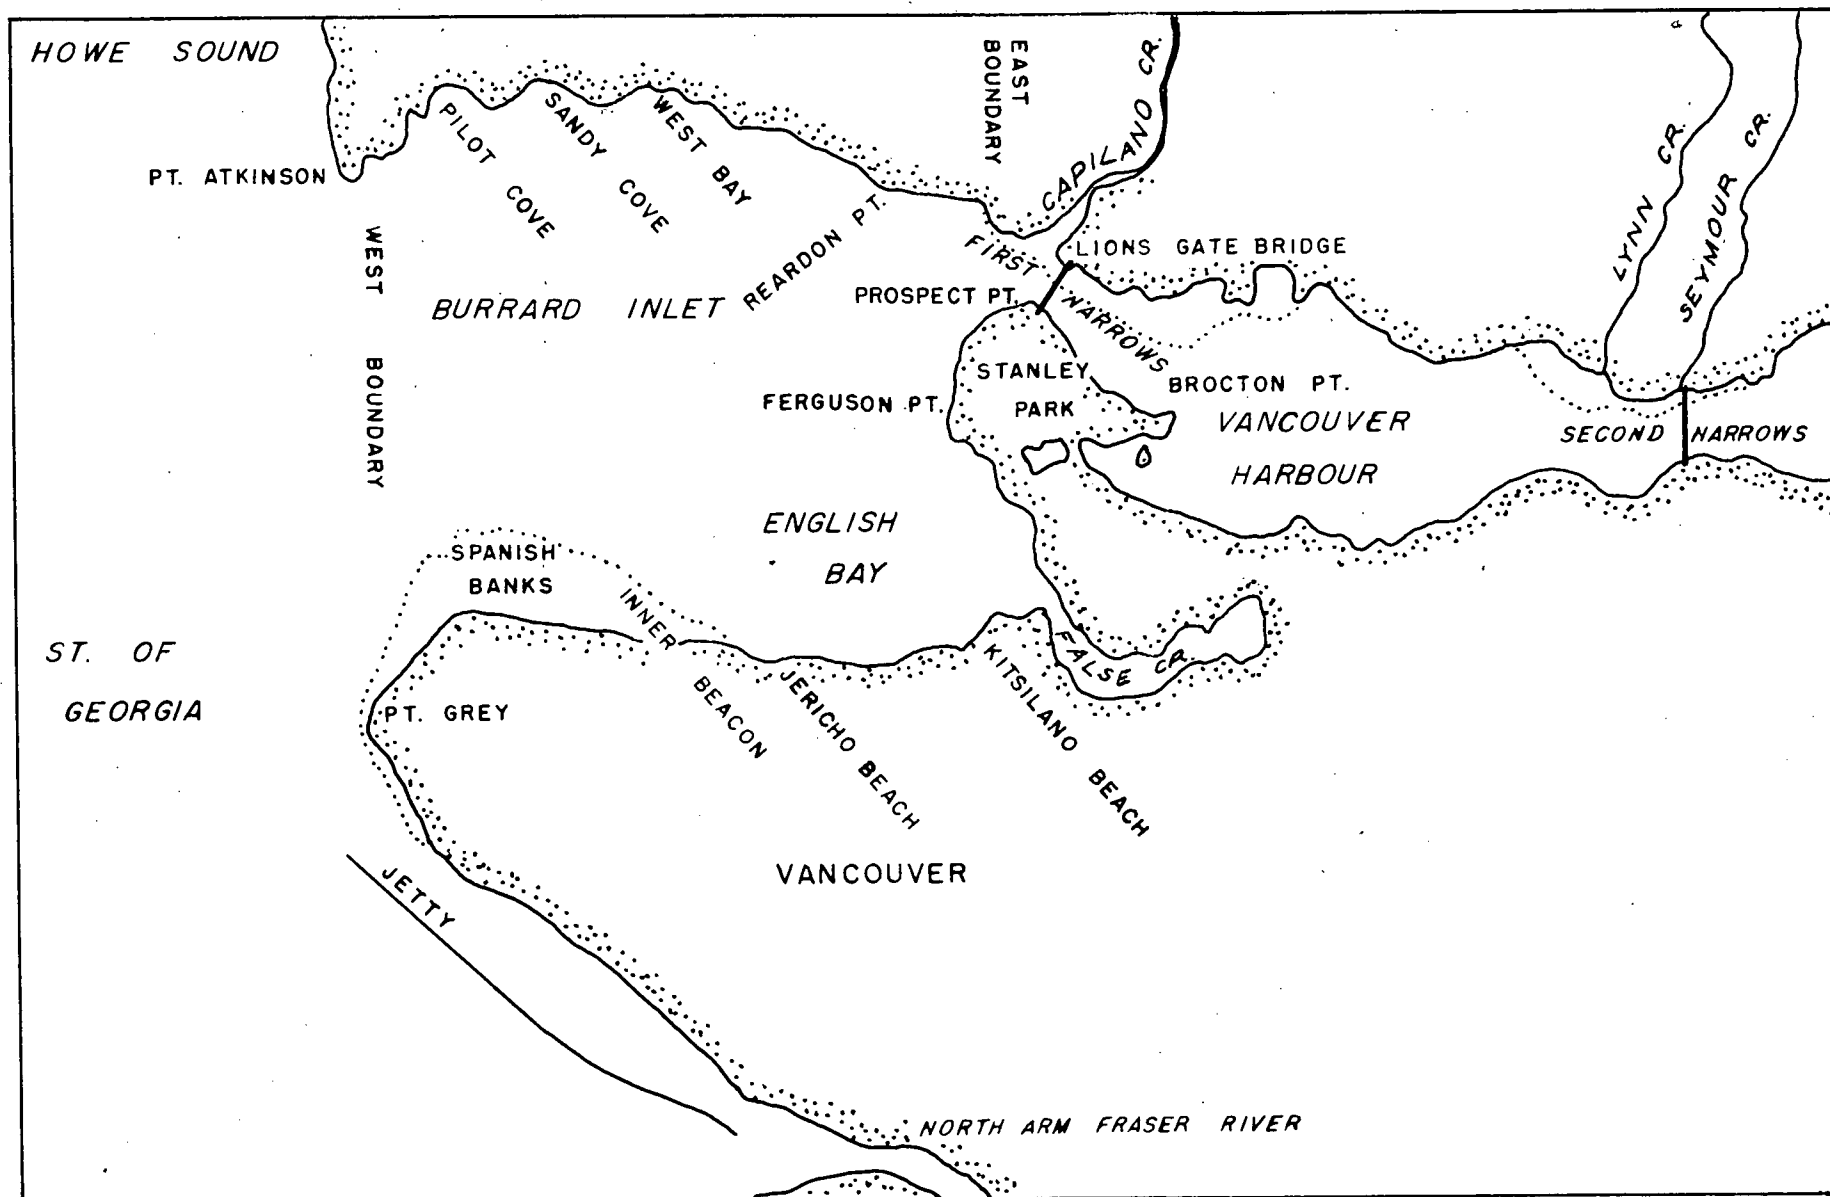 HOWE SOUND
EAST
BOUNDARY
CAPILANO CR.
PILOT COVE
SANDY COVE
WEST BAY
PT. ATKINSON
LYNN CR.
SEYMOUR CR.
WEST BOUNDARY
REARDON PT.
FIRST NARROWS
LIONS GATE BRIDGE
BURRARD INLET
PROSPECT PT.
STANLEY
PARK
BROCTON PT.
FERGUSON PT.
VANCOUVER
HARBOUR
SECOND NARROWS
ENGLISH
BAY
SPANISH
BANKS
INNER
ST. OF
GEORGIA
PT. GREY
BEACON
JERICHO BEACH
KITSILANO BEACH
FALSE CR.
VANCOUVER
JETTY
NORTH ARM FRASER RIVER